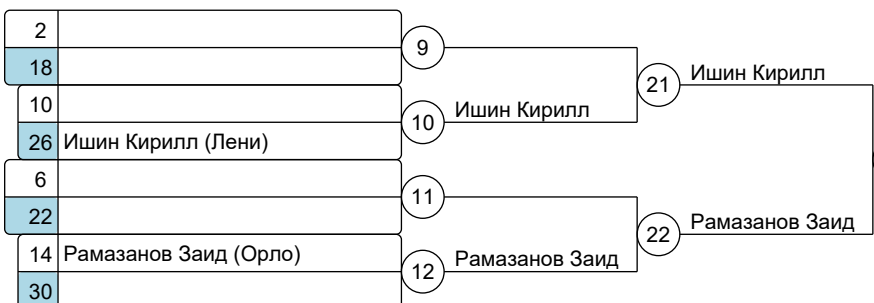 2
18
9
21 Ишин Кирилл
10
10 Ишин Кирилл
26 Ишин Кирилл (Лени)
6
11
22
22 Рамазанов Заид
14 Рамазанов Заид (Орло)
12 Рамазанов Заид
30